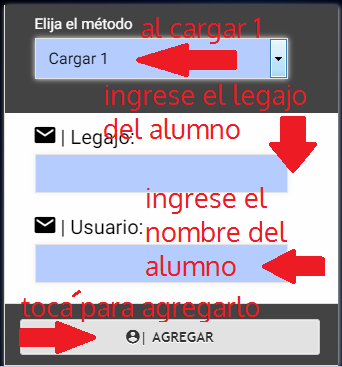 Elija el método
al cargar 1
Cargar 1
ingrese el legajo
del alumno
| Legajo:
ingrese el
nombre del
alumno
| Usuario:
tocá para agregarlo
| AGREGAR